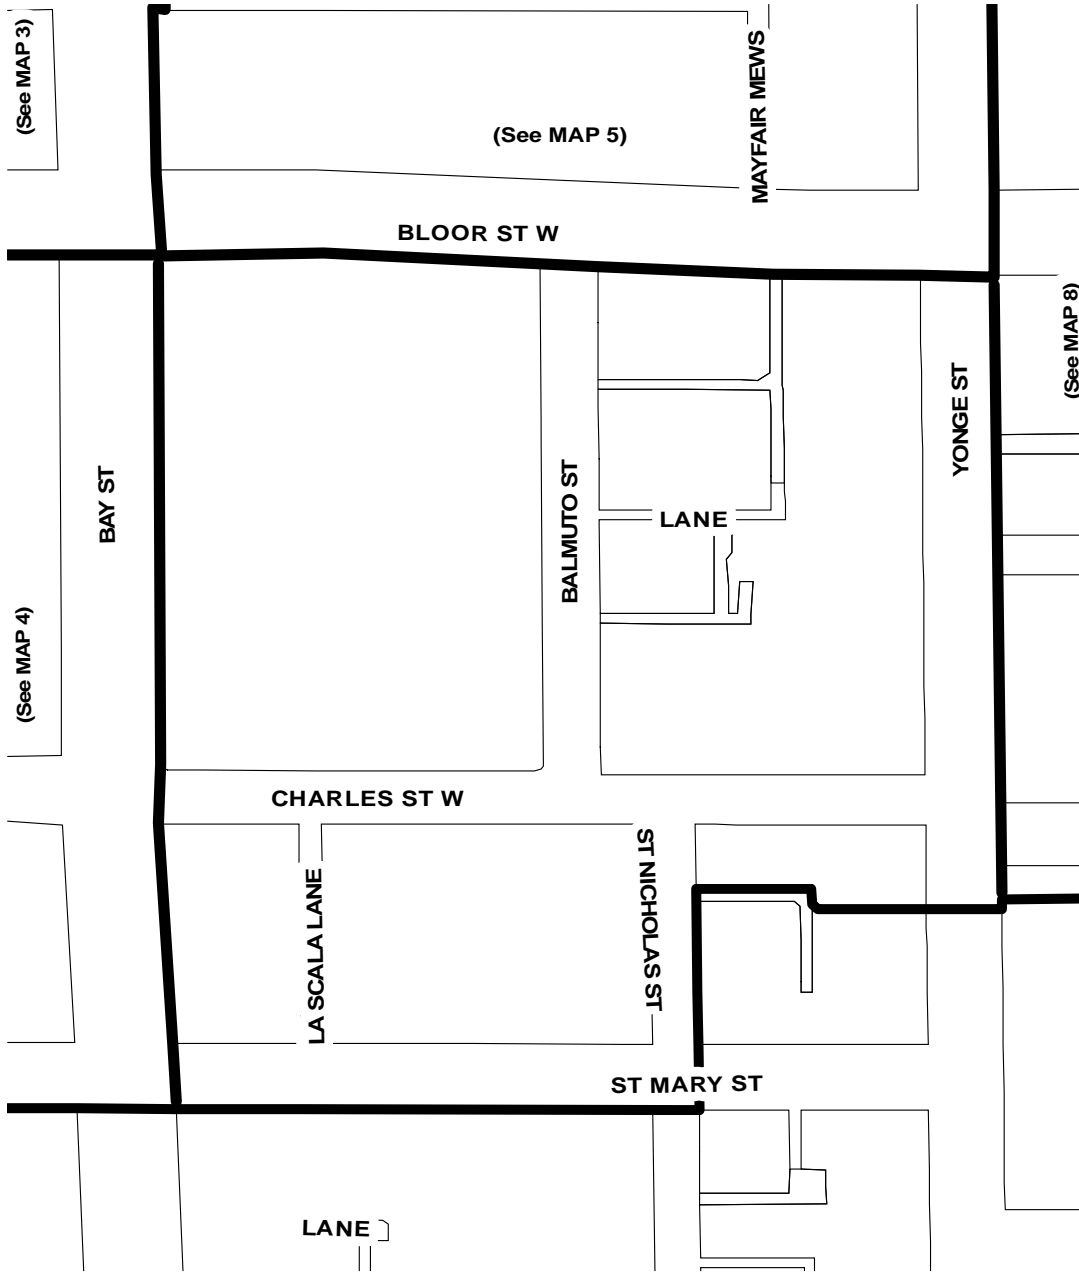 (See MAP 3)
MAYFAIR MEWS
(See MAP 5)
BLOOR ST W
(See MAP 8)
YONGE ST
BAY ST
BALMUTO ST
LANE
(See MAP 4)
CHARLES ST W
ST NICHOLAS ST
LA SCALA LANE
ST MARY ST
LANE